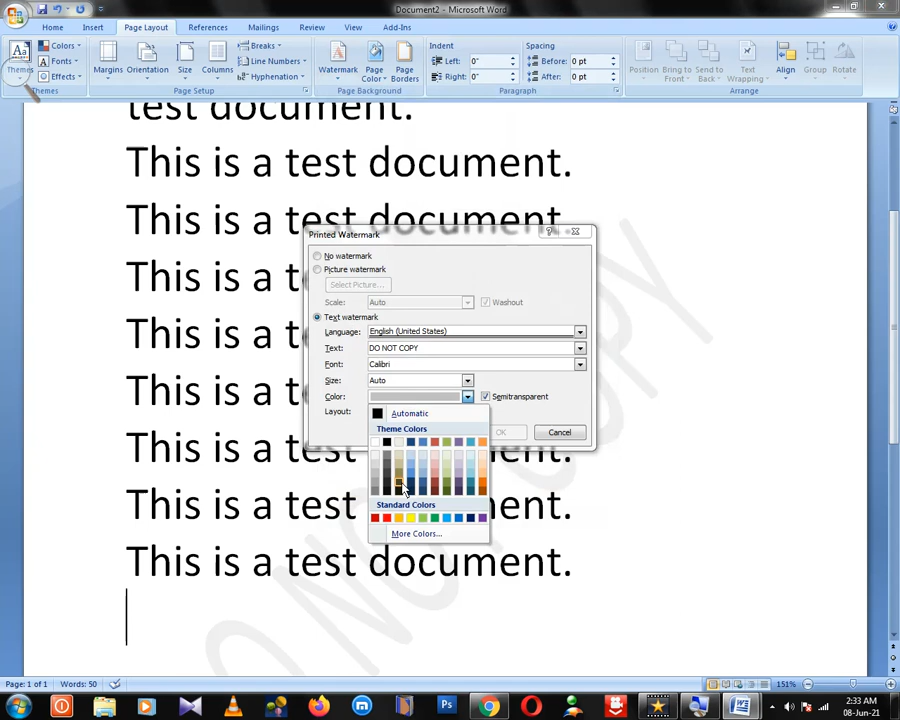 Document2 - Microsoft Word
Home Insert Page Layout References Mailings Review View Add-Ins
Themes
Colors
Fonts
Effects
Themes
Margins
Orientation
Size
Columns
Breaks
Line Numbers
Hyphenation
Page Setup
Watermark
Page Color
Page Borders
Page Background
Indent
Left: 0"
Right: 0"
Spacing
Before: 0 pt
After: 0 pt
Paragraph
Position
Bring to Front
Send to Back
Text Wrapping
Align
Group
Rotate
Arrange
test document.
This is a test document.
This is a test document.
This is a
This is a
This is a
This is a
This is a test
This is a test document.
Printed Watermark
No watermark
Picture watermark
Select Picture...
Scale: Auto Washout
Text watermark
Language: English (United States)
Text: DO NOT COPY
Font: Calibri
Size: Auto
Color: Semitransparent
Layout:
OK Cancel
Automatic
Theme Colors
Standard Colors
More Colors...
Page: 1 of 1 Words: 50 151%
Ps
2:33 AM
08-Jun-21